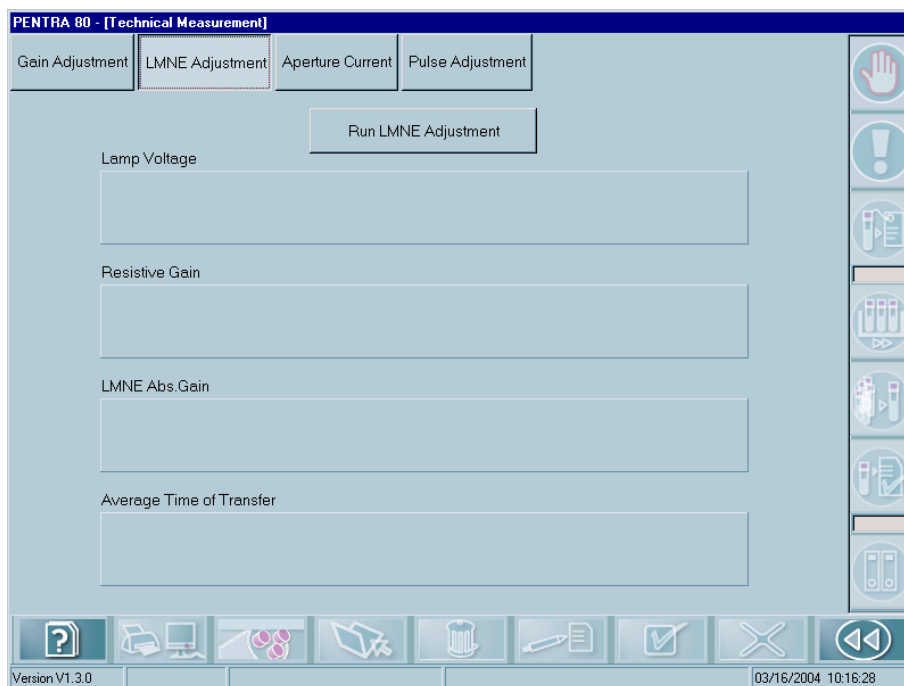 PENTRA 80 - [Technical Measurement]
Gain Adjustment LMNE Adjustment Aperture Current Pulse Adjustment
Run LMNE Adjustment
Lamp Voltage
Resistive Gain
LMNE Abs.Gain
Average Time of Transfer
Version V1.3.0 03/16/2004 10:16:28